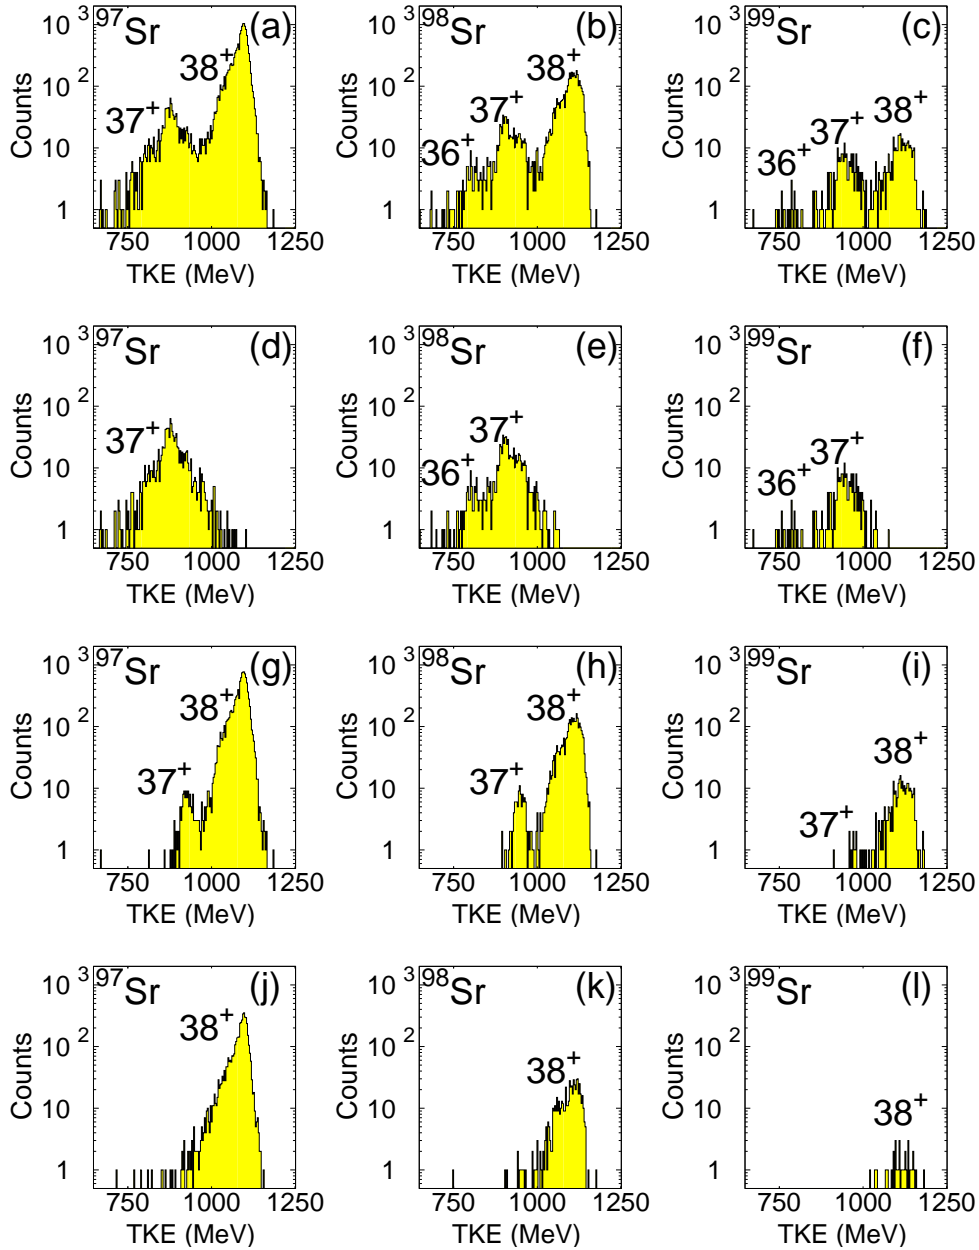 10³ ⁹⁷Sr (a)
10²
10
1
38⁺
37⁺
Counts
750 1000 1250
TKE (MeV)
10³ ⁹⁸Sr (b)
10²
10
1
38⁺
37⁺
36⁺
Counts
750 1000 1250
TKE (MeV)
10³ ⁹⁹Sr (c)
10²
10
1
38⁺
37⁺
36⁺
Counts
750 1000 1250
TKE (MeV)
10³ ⁹⁷Sr (d)
10²
10
1
37⁺
Counts
750 1000 1250
TKE (MeV)
10³ ⁹⁸Sr (e)
10²
10
1
37⁺
36⁺
Counts
750 1000 1250
TKE (MeV)
10³ ⁹⁹Sr (f)
10²
10
1
37⁺
36⁺
Counts
750 1000 1250
TKE (MeV)
10³ ⁹⁷Sr (g)
10²
10
1
38⁺
37⁺
Counts
750 1000 1250
TKE (MeV)
10³ ⁹⁸Sr (h)
10²
10
1
38⁺
37⁺
Counts
750 1000 1250
TKE (MeV)
10³ ⁹⁹Sr (i)
10²
10
1
38⁺
37⁺
Counts
750 1000 1250
TKE (MeV)
10³ ⁹⁷Sr (j)
10²
10
1
38⁺
Counts
750 1000 1250
TKE (MeV)
10³ ⁹⁸Sr (k)
10²
10
1
38⁺
Counts
750 1000 1250
TKE (MeV)
10³ ⁹⁹Sr (l)
10²
10
1
38⁺
Counts
750 1000 1250
TKE (MeV)